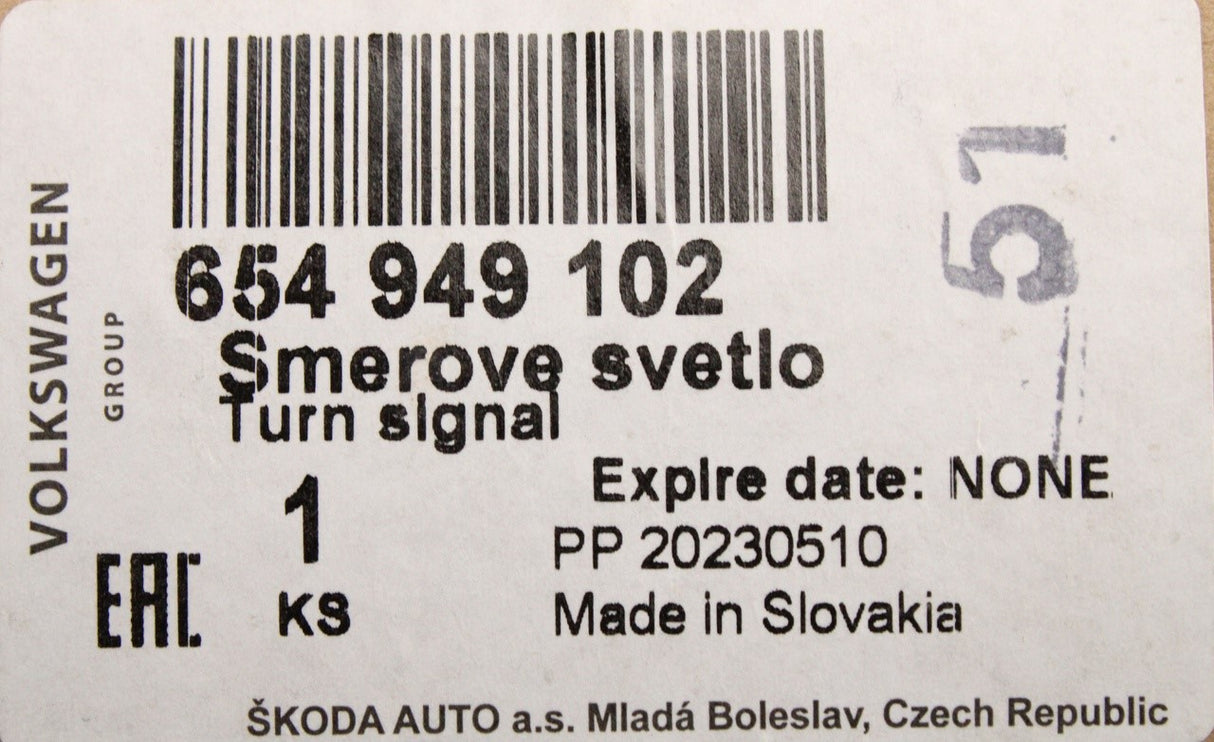 VOLKSWAGEN
GROUP
654 949 102
Smerove svetlo
Turn signal
1
KS
Expire date: NONE
PP 20230510
Made in Slovakia
EAC
ŠKODA AUTO a.s. Mladá Boleslav, Czech Republic
51